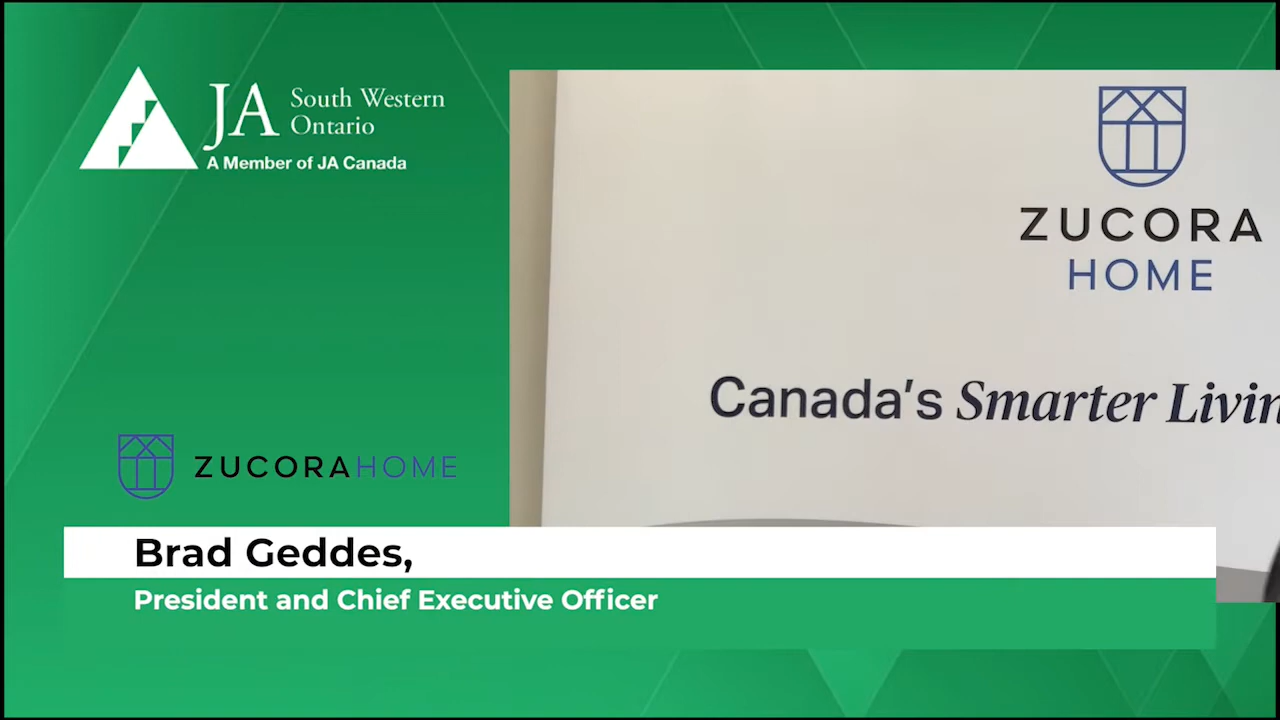 JA South Western
Ontario
A Member of JA Canada
ZUCORA
HOME
Canada's Smarter Livin
ZUCORAHOME
Brad Geddes,
President and Chief Executive Officer